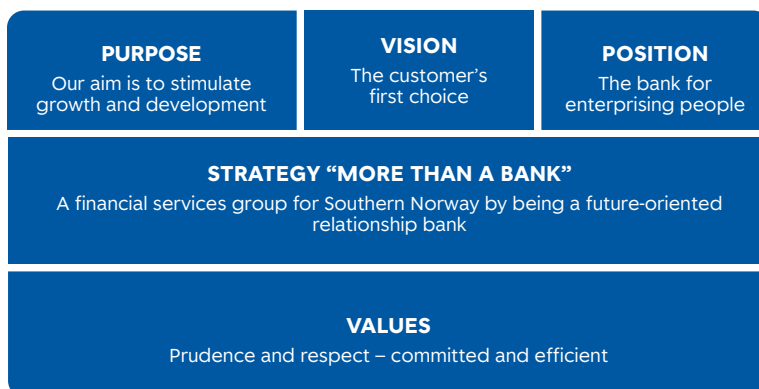 PURPOSE
Our aim is to stimulate
growth and development
VISION
The customer's
first choice
POSITION
The bank for
enterprising people
STRATEGY “MORE THAN A BANK”
A financial services group for Southern Norway by being a future-oriented
relationship bank
VALUES
Prudence and respect – committed and efficient